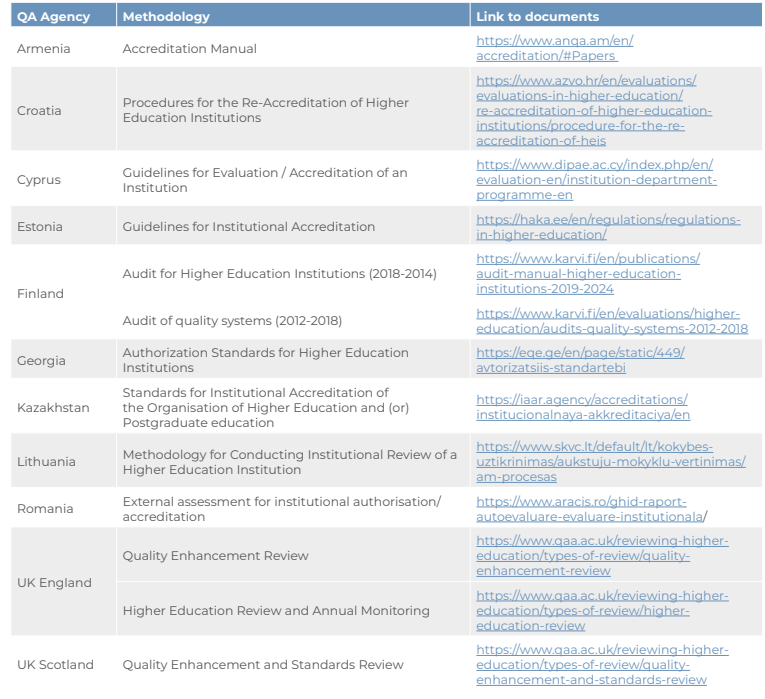 QA Agency Methodology Link to documents
Armenia Accreditation Manual
https://www.anqa.am/en/
accreditation/#Papers
Croatia
Procedures for the Re-Accreditation of Higher
Education Institutions
https://www.azvo.hr/en/evaluations/
evaluations-in-higher-education/
re-accreditation-of-higher-education-
institutions/procedure-for-the-re-
accreditation-of-heis
Cyprus
Guidelines for Evaluation / Accreditation of an
Institution
https://www.dipae.ac.cy/index.php/en/
evaluation-en/institution-department-
programme-en
Estonia Guidelines for Institutional Accreditation
https://haka.ee/en/regulations/regulations-
in-higher-education/
Finland
Audit for Higher Education Institutions (2018-2014)
https://www.karvi.fi/en/publications/
audit-manual-higher-education-
institutions-2019-2024
Audit of quality systems (2012-2018)
https://www.karvi.fi/en/evaluations/higher-
education/audits-quality-systems-2012-2018
Georgia
Authorization Standards for Higher Education
Institutions
https://eqe.ge/en/page/static/449/
avtorizatsiis-standartebi
Kazakhstan
Standards for Institutional Accreditation of
the Organisation of Higher Education and (or)
Postgraduate education
https://iaar.agency/accreditations/
institucionalnaya-akkreditaciya/en
Lithuania
Methodology for Conducting Institutional Review of a
Higher Education Institution
https://www.skvc.lt/default/lt/kokybes-
uztikrinimas/aukstuju-mokyklu-vertinimas/
am-procesas
Romania
External assessment for institutional authorisation/
accreditation
https://www.aracis.ro/ghid-raport-
autoevaluare-evaluare-institutionala/
UK England
Quality Enhancement Review
https://www.qaa.ac.uk/reviewing-higher-
education/types-of-review/quality-
enhancement-review
Higher Education Review and Annual Monitoring
https://www.qaa.ac.uk/reviewing-higher-
education/types-of-review/higher-
education-review
UK Scotland Quality Enhancement and Standards Review
https://www.qaa.ac.uk/reviewing-higher-
education/types-of-review/quality-
enhancement-and-standards-review